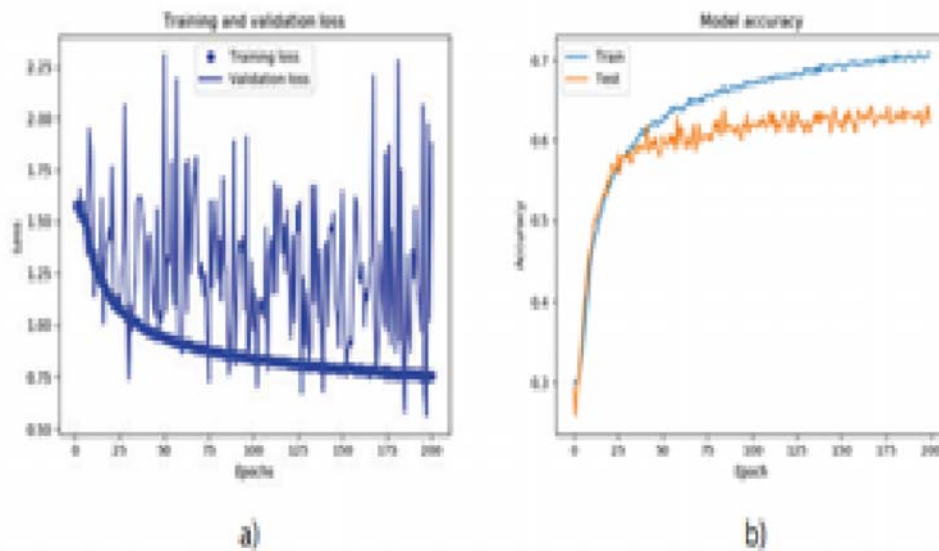 Training and validation loss
Training loss
Validation loss
2.25
2.00
1.75
1.50
1.25
1.00
0.75
0.50
0 25 50 75 100 125 150 175 200
Epochs
a)
Model accuracy
Train
Test
Accuracy
0.7
0.6
0.5
0.4
0.3
0 25 50 75 100 125 150 175 200
Epoch
b)